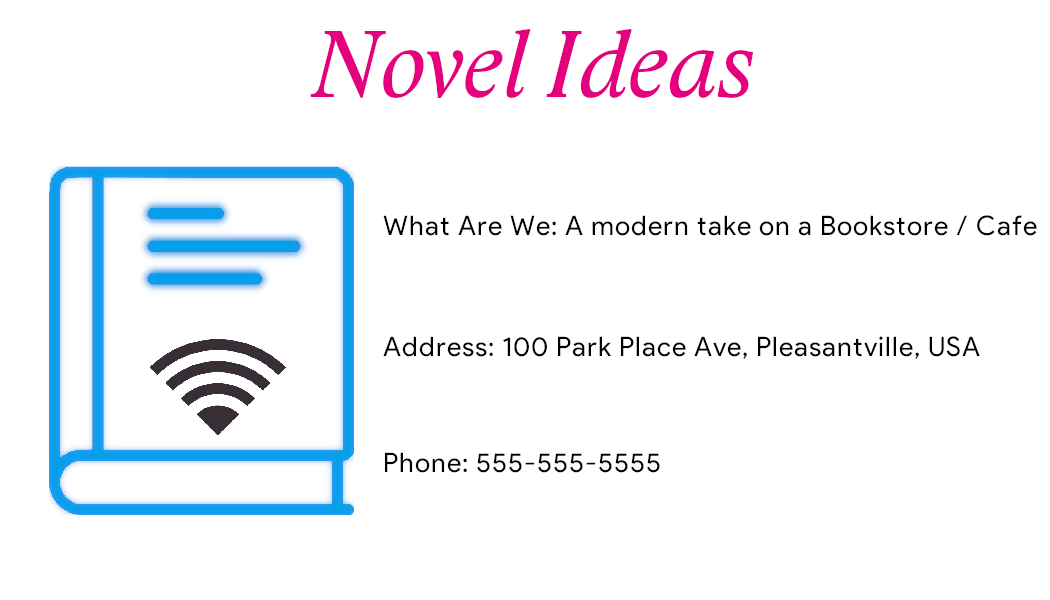 Novel Ideas
What Are We: A modern take on a Bookstore / Cafe
Address: 100 Park Place Ave, Pleasantville, USA
Phone: 555-555-5555